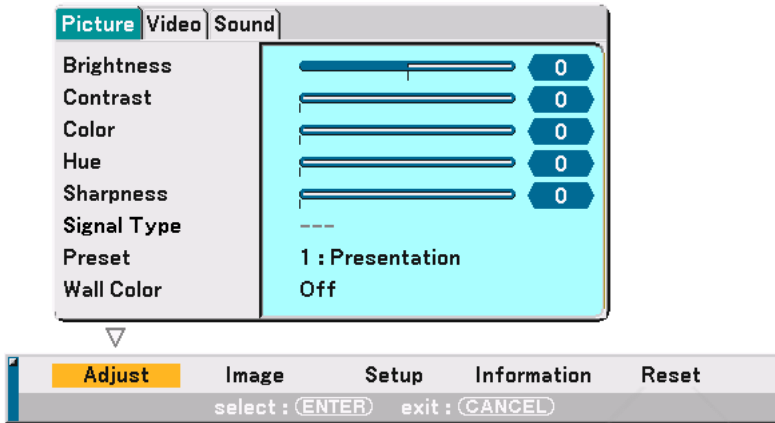 Picture Video Sound
Brightness 0
Contrast 0
Color 0
Hue 0
Sharpness 0
Signal Type ---
Preset 1 : Presentation
Wall Color Off
Adjust Image Setup Information Reset
select : ENTER exit : CANCEL